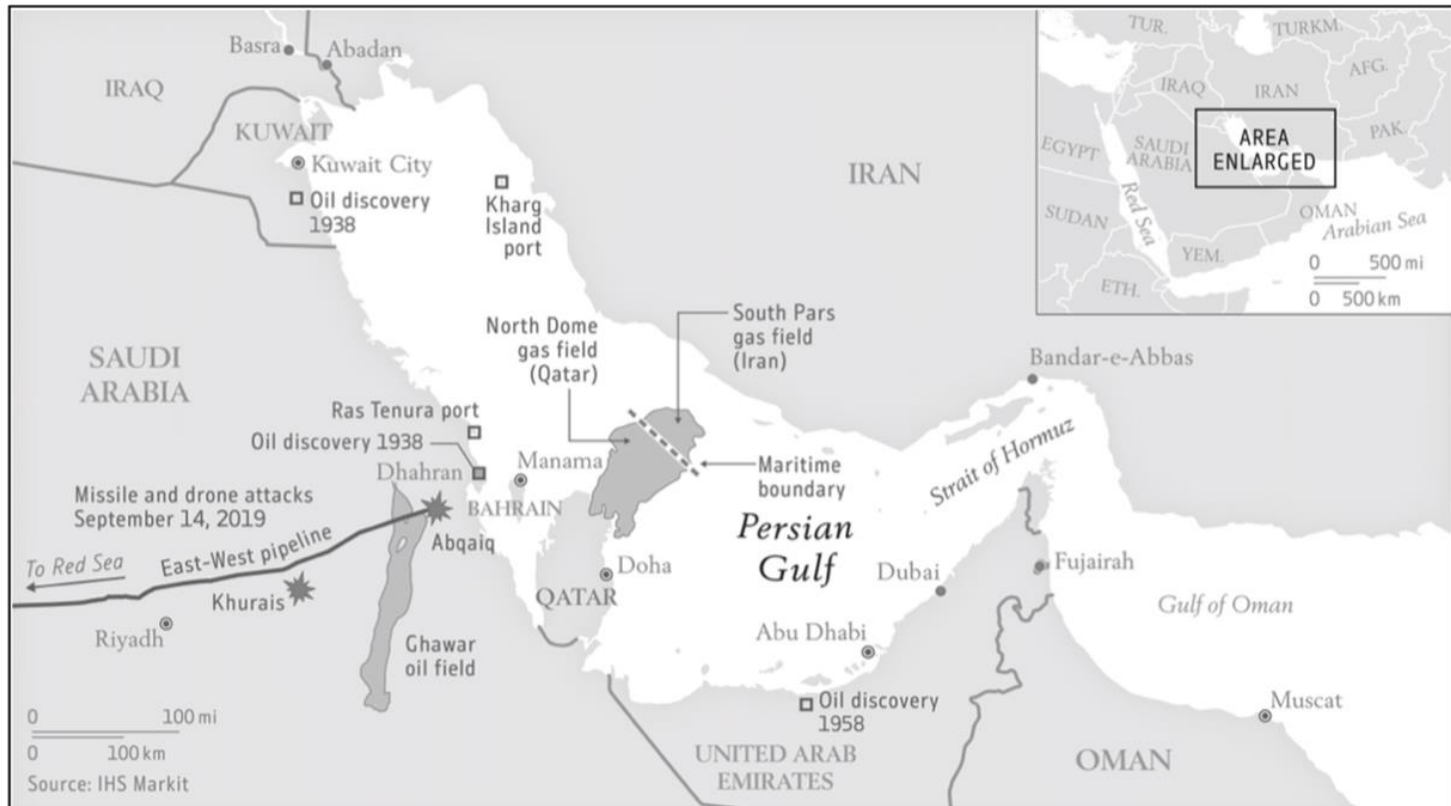 Basra
Abadan
IRAQ
KUWAIT
Kuwait City
Oil discovery
1938
Kharg
Island
port
IRAN
TUR.
TURKM.
IRAQ
IRAN
AFG.
EGYPT
SAUDI
ARABIA
AREA
ENLARGED
PAK.
Red Sea
SUDAN
OMAN
Arabian Sea
YEM.
ETH.
0 500 mi
0 500 km
SAUDI
ARABIA
North Dome
gas field
(Qatar)
South Pars
gas field
(Iran)
Bandar-e-Abbas
Ras Tenura port
Oil discovery 1938
Dhahran
Manama
Maritime
boundary
Strait of Hormuz
Missile and drone attacks
September 14, 2019
BAHRAIN
Abqaiq
Persian
Gulf
To Red Sea
East-West pipeline
Khurais
Doha
QATAR
Dubai
Fujairah
Gulf of Oman
Riyadh
Ghawar
oil field
Abu Dhabi
Oil discovery
1958
Muscat
UNITED ARAB
EMIRATES
OMAN
0 100 mi
0 100 km
Source: IHS Markit